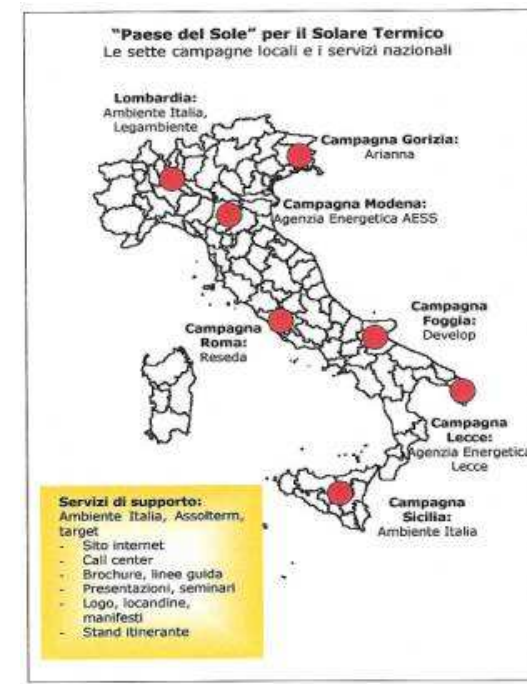 “Paese del Sole” per il Solare Termico
Le sette campagne locali e i servizi nazionali
Lombardia:
Ambiente Italia,
Legambiente
Campagna Gorizia:
Arianna
Campagna Modena:
Agenzia Energetica AESS
Campagna
Foggia:
Develop
Campagna
Roma:
Reseda
Campagna
Lecce:
Agenzia Energetica
Lecce
Campagna
Sicilia:
Ambiente Italia
Servizi di supporto:
Ambiente Italia, Assolterm,
target
- Sito internet
- Call center
- Brochure, linee guida
- Presentazioni, seminari
- Logo, locandine,
manifesti
- Stand itinerante